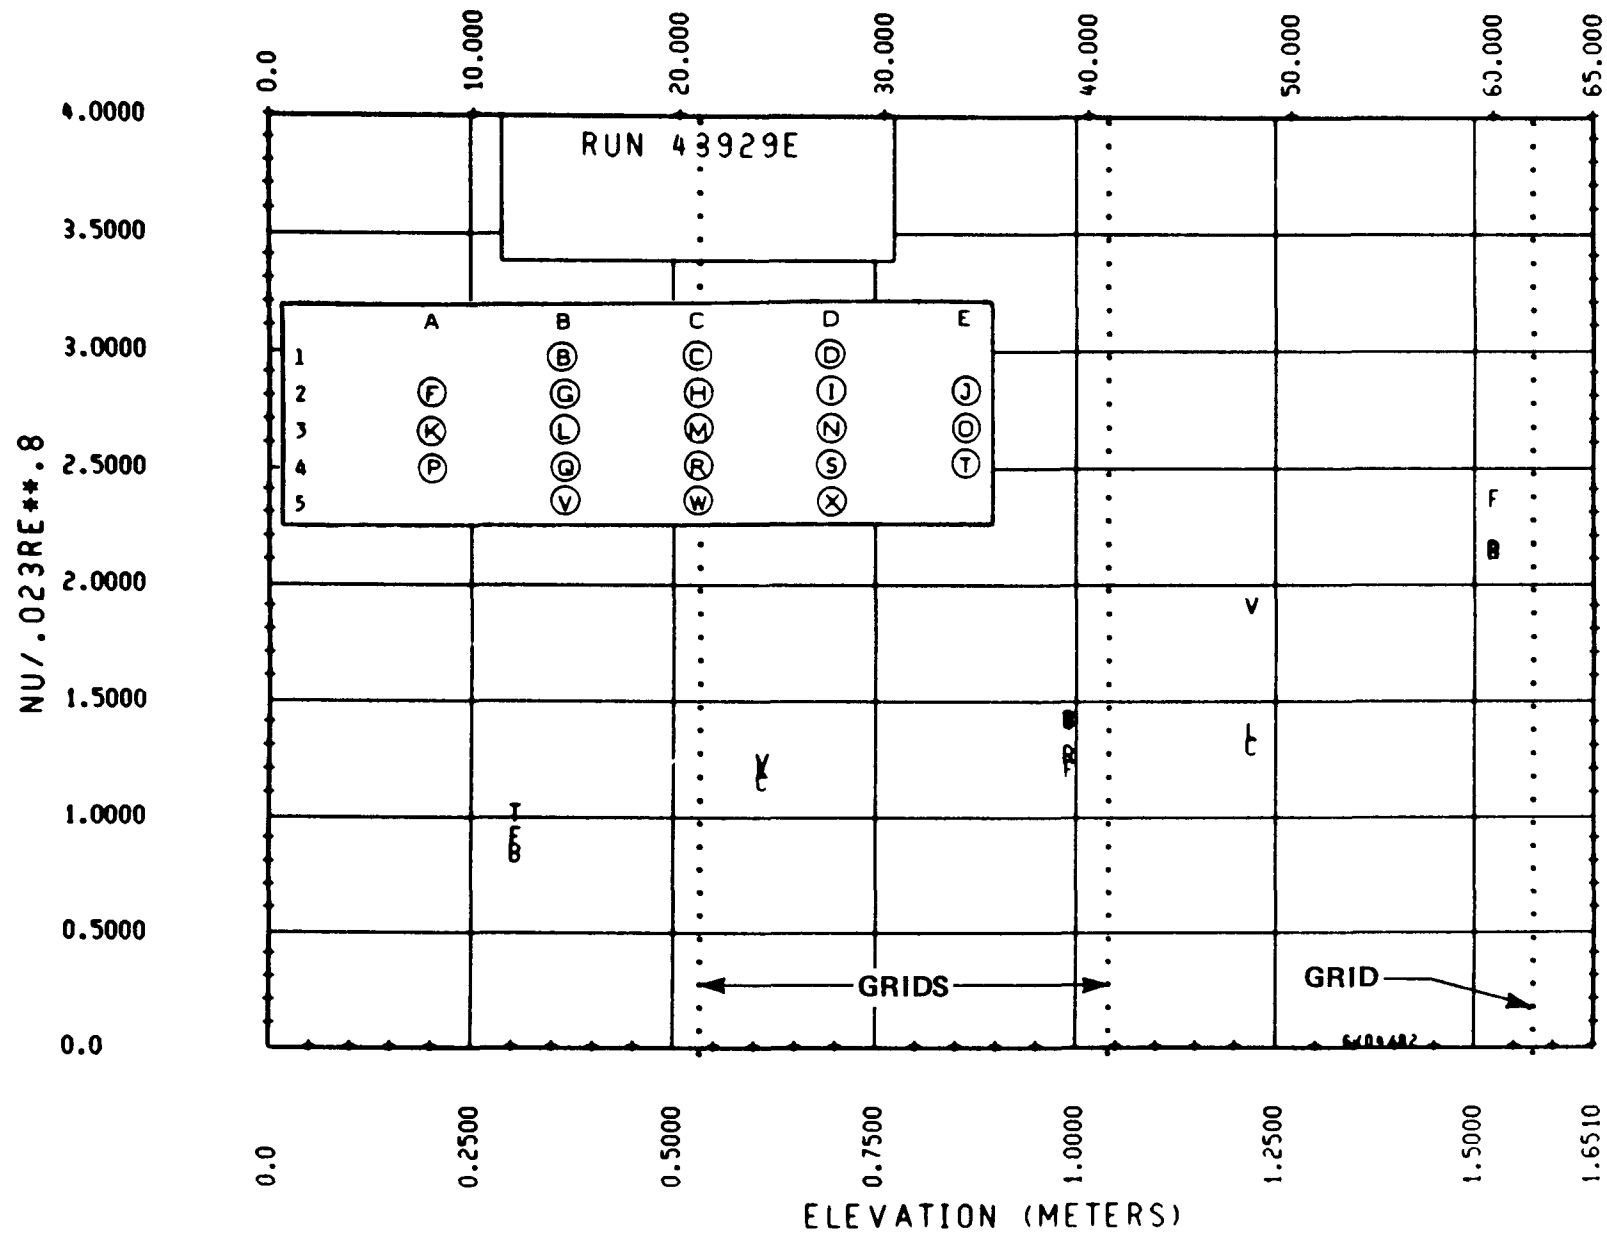 0.0 10.000 20.000 30.000 40.000 50.000 60.000 65.000
4.0000
RUN 43929E
3.5000
A B C D E
3.0000
1 B C D
2 F G H I J
3 K L M N O
2.5000
4 P Q R S T
5 V W X
F
B
2.0000
V
1.5000
L
C
R
F
V
C
T
1.0000
E
B
0.5000
GRIDS
GRID
0.0
NU/.023RE**.8
0.0 0.2500 0.5000 0.7500 1.0000 1.2500 1.5000 1.6510
ELEVATION (METERS)